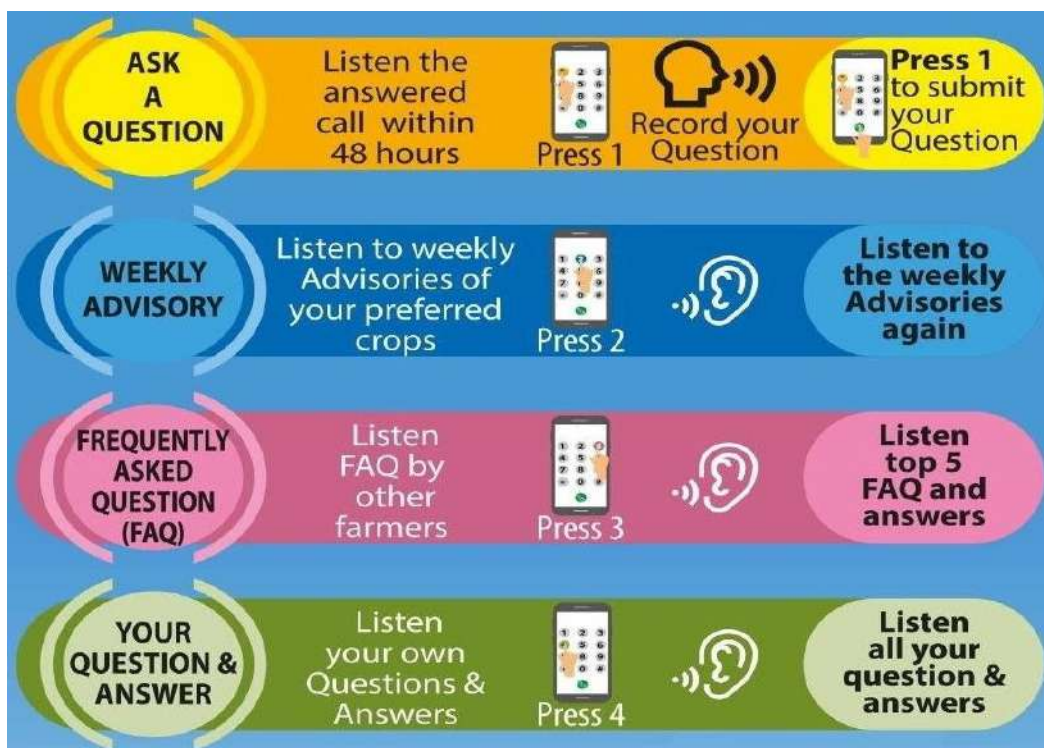 ASK
A
QUESTION
Listen the
answered
call within
48 hours
Press 1
Record your
Question
Press 1
to submit
your
Question
WEEKLY
ADVISORY
Listen to weekly
Advisories of
your preferred
crops
Press 2
Listen to
the weekly
Advisories
again
FREQUENTLY
ASKED
QUESTION
(FAQ)
Listen
FAQ by
other
farmers
Press 3
Listen
top 5
FAQ and
answers
YOUR
QUESTION &
ANSWER
Listen
your own
Questions &
Answers
Press 4
Listen
all your
question &
answers